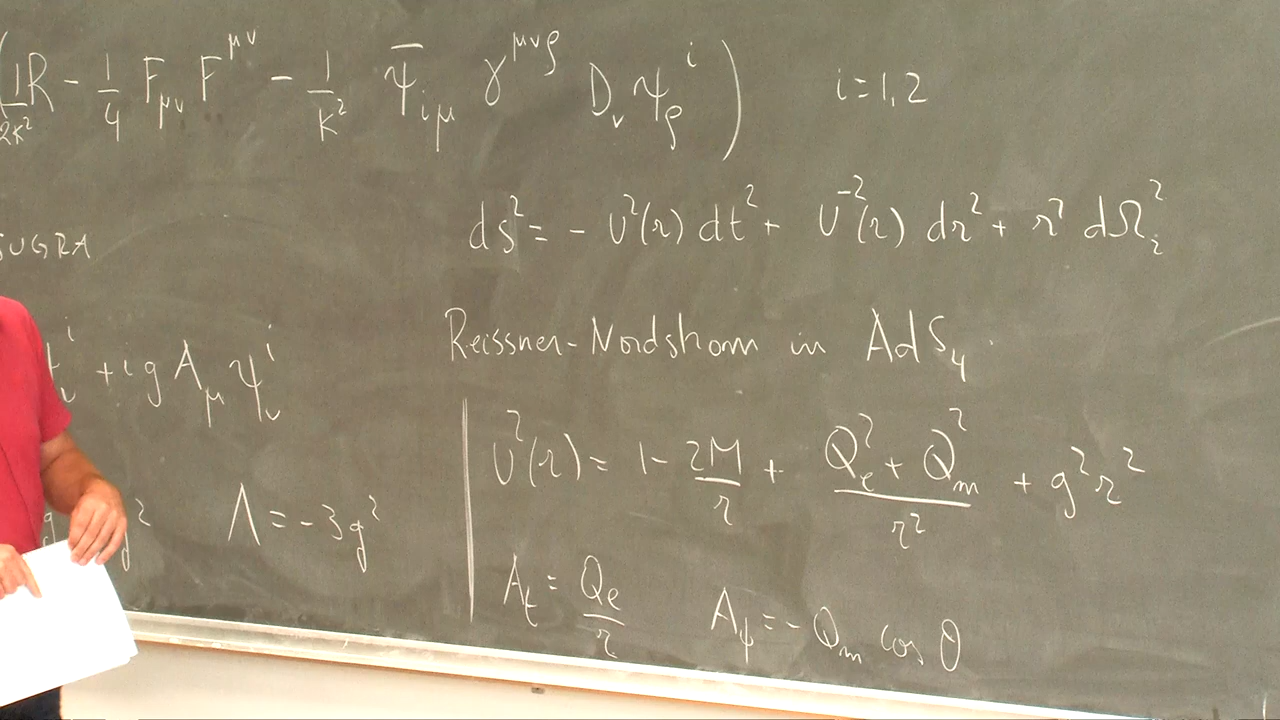 (1/2κ² R - 1/4 F_μν F^μν - 1/κ² ψ̄_iμ γ^μνρ D_ν ψ_ρ^i) i=1,2
ds² = - U²(r) dt² + U⁻²(r) dr² + r² dΩ₂²
SUGRA
+ i g A_μ ψ_ν^i
Reissner-Nordstrom in AdS₄.
U²(r) = 1 - 2M/r + (Q_e² + Q_m²)/r² + g²r²
Λ = -3g²
A_t = Q_e/r A_φ = - Q_m cos θ